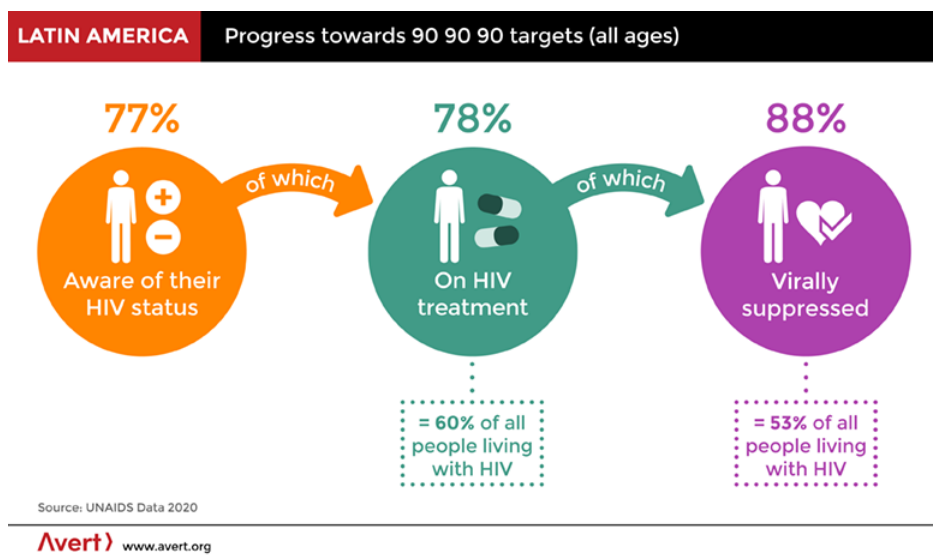 LATIN AMERICA Progress towards 90 90 90 targets (all ages)
77%
of which
78%
of which
88%
Aware of their
HIV status
On HIV
treatment
Virally
suppressed
= 60% of all
people living
with HIV
= 53% of all
people living
with HIV
Source: UNAIDS Data 2020
Avert www.avert.org